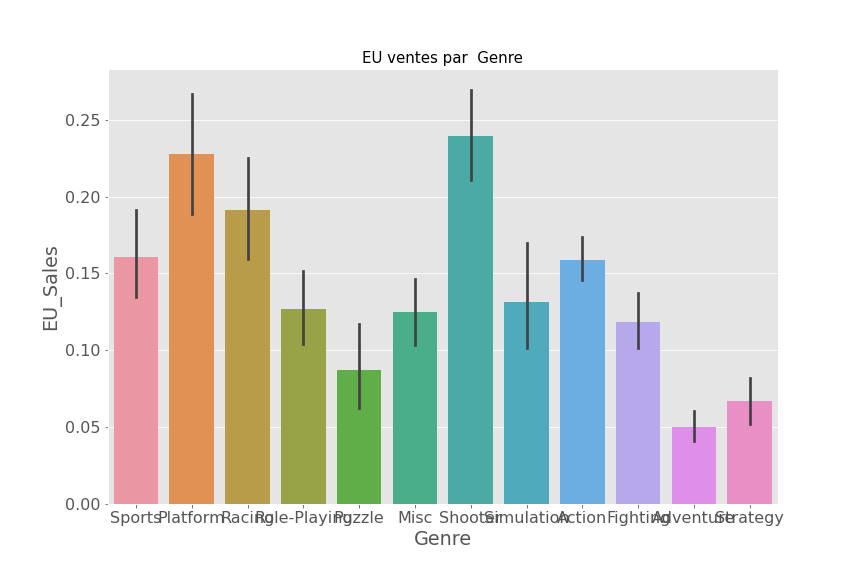 EU ventes par  Genre
EU_Sales
0.25
0.20
0.15
0.10
0.05
0.00
Sports Platform Racing Role-Playing Puzzle Misc Shooter Simulation Action Fighting Adventure Strategy
Genre